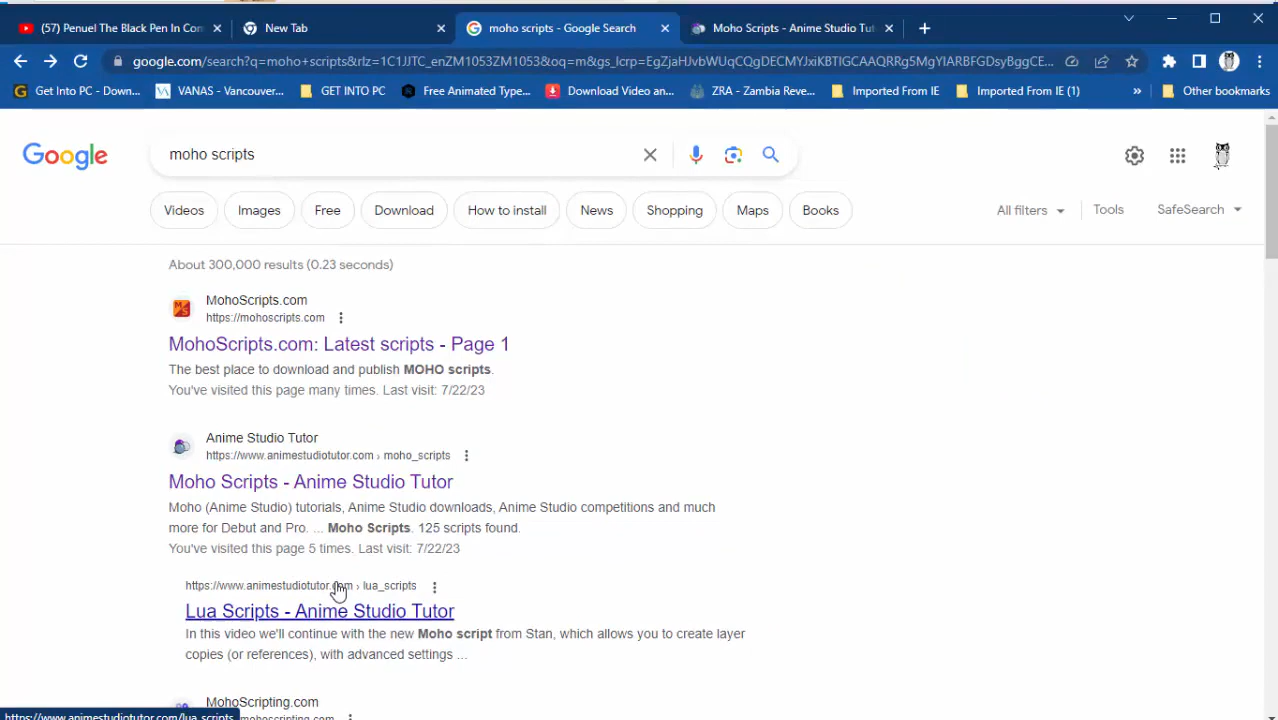 (57) Penuel The Black Pen In Con
New Tab
moho scripts - Google Search
Moho Scripts - Anime Studio Tut
google.com/search?q=moho+scripts&rlz=1C1JJTC_enZM1053ZM1053&oq=m&gs_lcrp=EgZjaHJvbWUqCQgDECMYJxiKBTIGCAAQRRg5MgYIARBFGDsyBggCE...
Get Into PC - Down...
VANAS - Vancouver...
GET INTO PC
Free Animated Type...
Download Video an...
ZRA - Zambia Reve...
Imported From IE
Imported From IE (1)
»
Other bookmarks
Google
moho scripts
Videos
Images
Free
Download
How to install
News
Shopping
Maps
Books
All filters
Tools
SafeSearch
About 300,000 results (0.23 seconds)
MohoScripts.com
https://mohoscripts.com
MohoScripts.com: Latest scripts - Page 1
The best place to download and publish MOHO scripts.
You've visited this page many times. Last visit: 7/22/23
Anime Studio Tutor
https://www.animestudiotutor.com › moho_scripts
Moho Scripts - Anime Studio Tutor
Moho (Anime Studio) tutorials, Anime Studio downloads, Anime Studio competitions and much
more for Debut and Pro. ... Moho Scripts. 125 scripts found.
You've visited this page 5 times. Last visit: 7/22/23
https://www.animestudiotutor.com › lua_scripts
Lua Scripts - Anime Studio Tutor
In this video we'll continue with the new Moho script from Stan, which allows you to create layer
copies (or references), with advanced settings ...
MohoScripting.com
https://www.animestudiotutor.com/lua_scripts
mohoscripting.com